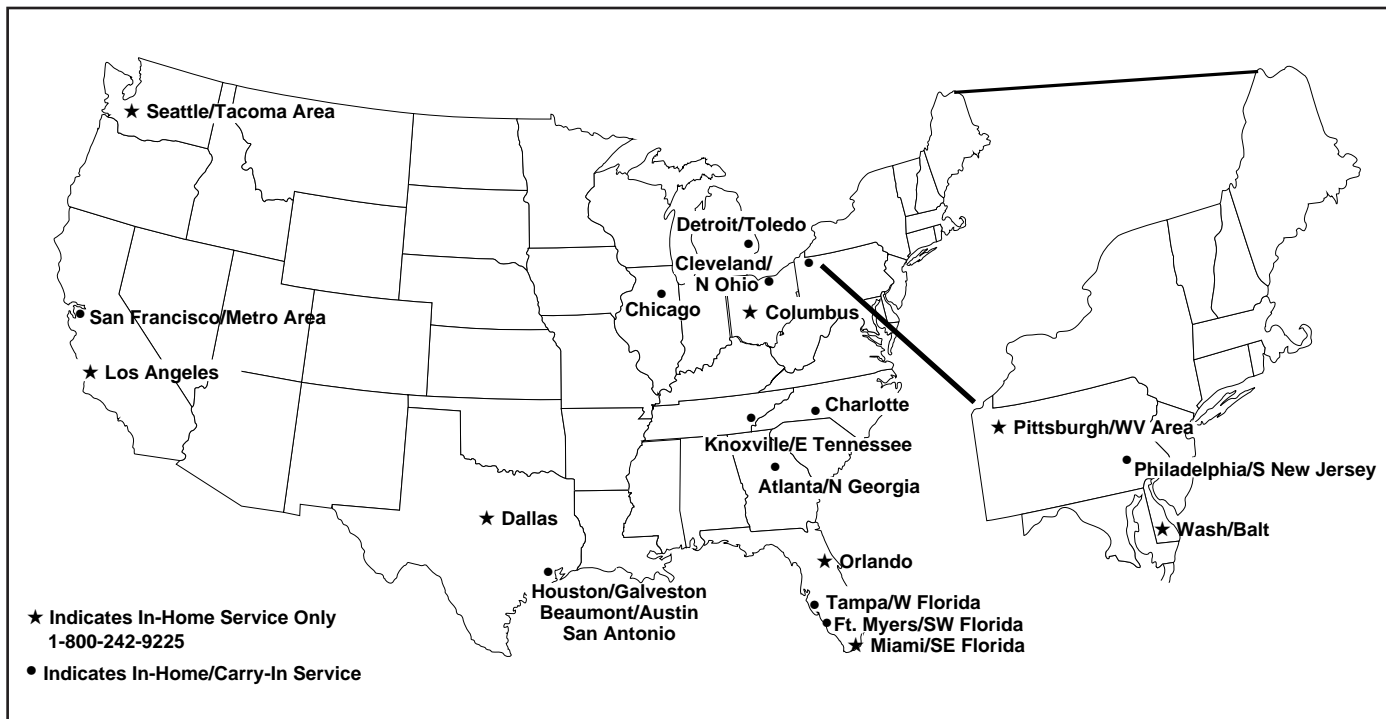 ★ Seattle/Tacoma Area
Detroit/Toledo
Cleveland/
N Ohio
Chicago
★ Columbus
San Francisco/Metro Area
★ Los Angeles
Charlotte
Knoxville/E Tennessee
Atlanta/N Georgia
★ Pittsburgh/WV Area
Philadelphia/S New Jersey
★ Wash/Balt
★ Dallas
★ Orlando
Houston/Galveston
Beaumont/Austin
San Antonio
Tampa/W Florida
Ft. Myers/SW Florida
★ Miami/SE Florida
★ Indicates In-Home Service Only
1-800-242-9225
• Indicates In-Home/Carry-In Service